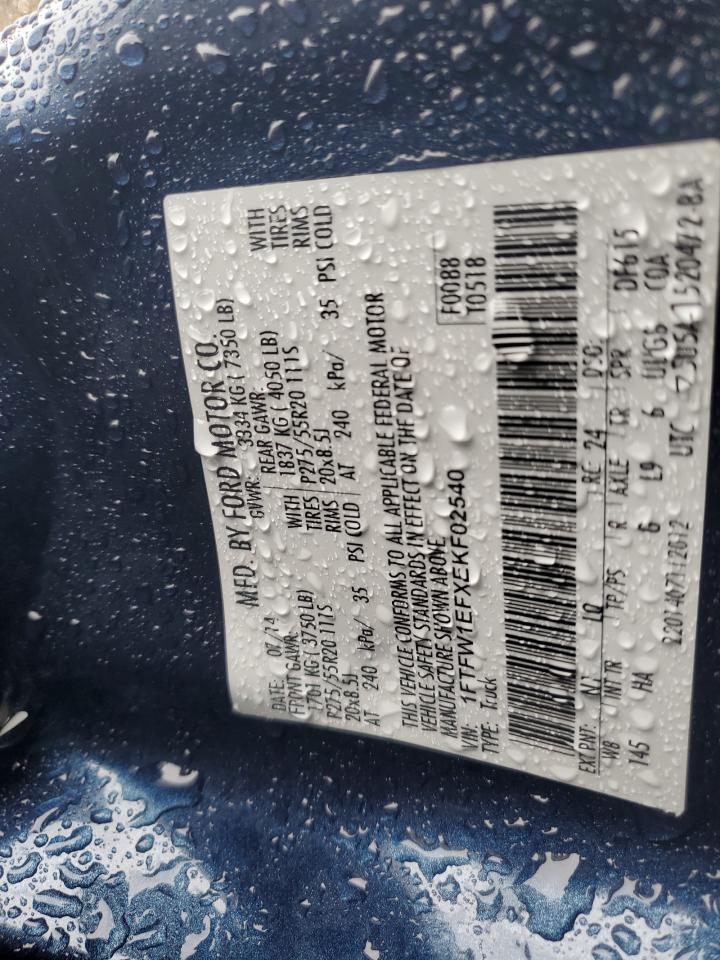 MFD. BY FORD MOTOR CO.
DATE: 07/14 GVWR: 3334 KG ( 7350 LB)
FRONT GAWR: REAR GAWR:
1701 KG ( 3750 LB) WITH 1837 KG ( 4050 LB) WITH
P275/55R20 111S TIRES P275/55R20 111S TIRES
20x8.5J RIMS 20x8.5J RIMS
AT 240 kPa/ 35 PSI COLD AT 240 kPa/ 35 PSI COLD
THIS VEHICLE CONFORMS TO ALL APPLICABLE FEDERAL MOTOR
VEHICLE SAFETY STANDARDS IN EFFECT ON THE DATE OF
MANUFACTURE SHOWN ABOVE.
VIN: 1FTFW1EFXEKF02540 F0088
TYPE: Truck T0518
EXT PNT: RC: 24 DSO:
WB INT TR TP/PS R AXLE TR SPR
145 HA 6 L9 6 DF615
UTC